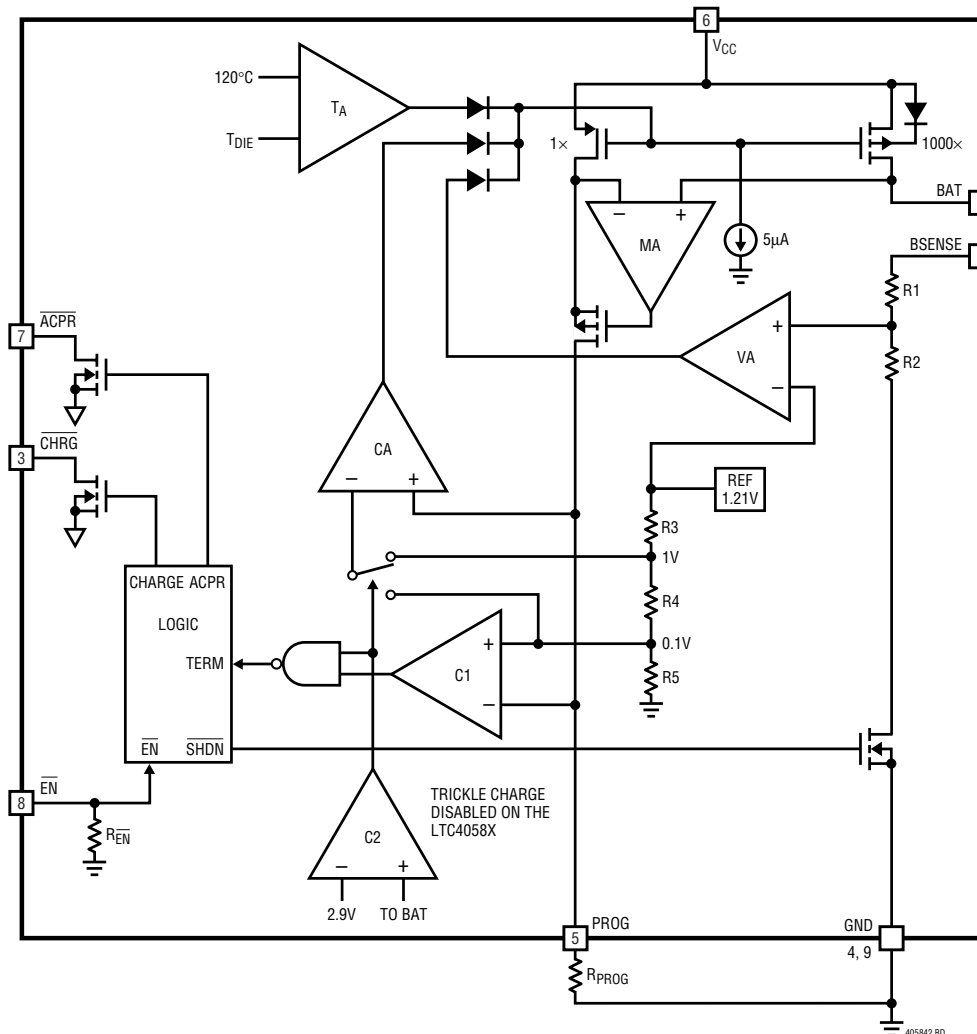 6
VCC
120°C
TA
TDIE
1×
1000×
BAT
– +
MA
5µA
BSENSE
R1
ACPR
7
+
VA
–
R2
CHRG
3
CA
– +
REF
1.21V
R3
1V
CHARGE ACPR
LOGIC
TERM
R4
+
C1
–
0.1V
R5
EN SHDN
EN
8
REN
TRICKLE CHARGE
DISABLED ON THE
LTC4058X
C2
– +
2.9V TO BAT
5 PROG
GND
4, 9
RPROG
405842 BD